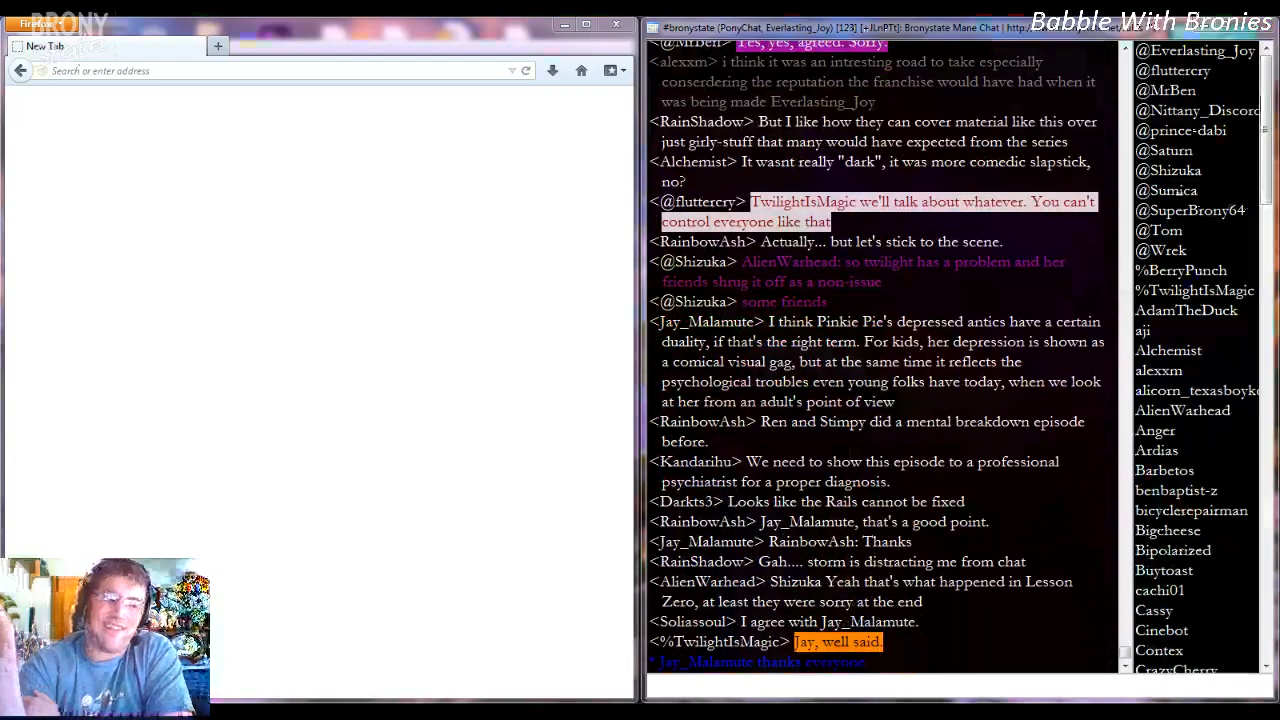 BRONY
Firefox
#bronystate (PonyChat, Everlasting_Joy) [123] [+JLnPTt]: Bronystate Mane Chat | http://
Babble With Bronies
New Tab
+
Search or enter address
<@MrBen> Yes, yes, agreed. Sorry.
<alexxm> i think it was an intresting road to take especially
conserdering the reputation the franchise would have had when it
was being made Everlasting_Joy
<RainShadow> But I like how they can cover material like this over
just girly-stuff that many would have expected from the series
<Alchemist> It wasnt really "dark", it was more comedic slapstick,
no?
<@fluttercry> TwilightIsMagic we'll talk about whatever. You can't
control everyone like that
<RainbowAsh> Actually... but let's stick to the scene.
<@Shizuka> AlienWarhead: so twilight has a problem and her
friends shrug it off as a non-issue
<@Shizuka> some friends
<Jay_Malamute> I think Pinkie Pie's depressed antics have a certain
duality, if that's the right term. For kids, her depression is shown as
a comical visual gag, but at the same time it reflects the
psychological troubles even young folks have today, when we look
at her from an adult's point of view
<RainbowAsh> Ren and Stimpy did a mental breakdown episode
before.
<Kandarihu> We need to show this episode to a professional
psychiatrist for a proper diagnosis.
<Darkts3> Looks like the Rails cannot be fixed
<RainbowAsh> Jay_Malamute, that's a good point.
<Jay_Malamute> RainbowAsh: Thanks
<RainShadow> Gah.... storm is distracting me from chat
<AlienWarhead> Shizuka Yeah that's what happened in Lesson
Zero, at least they were sorry at the end
<Soliassoul> I agree with Jay_Malamute.
<%TwilightIsMagic> Jay, well said.
* Jay_Malamute thanks everyone
@Everlasting_Joy
@fluttercry
@MrBen
@Nittany_Discord
@prince-dabi
@Saturn
@Shizuka
@Sumica
@SuperBrony64
@Tom
@Wrek
%BerryPunch
%TwilightIsMagic
AdamTheDuck
aji
Alchemist
alexxm
alicorn_texasboyk
AlienWarhead
Anger
Ardias
Barbetos
benbaptist-z
bicyclerepairman
Bigcheese
Bipolarized
Buytoast
cachi01
Cassy
Cinebot
Contex
CrazyCherry